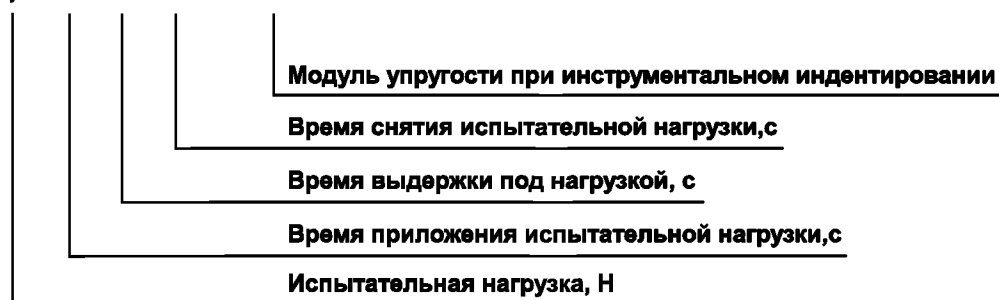 Модуль упругости при инструментальном индентировании
Время снятия испытательной нагрузки,с
Время выдержки под нагрузкой, с
Время приложения испытательной нагрузки,с
Испытательная нагрузка, Н